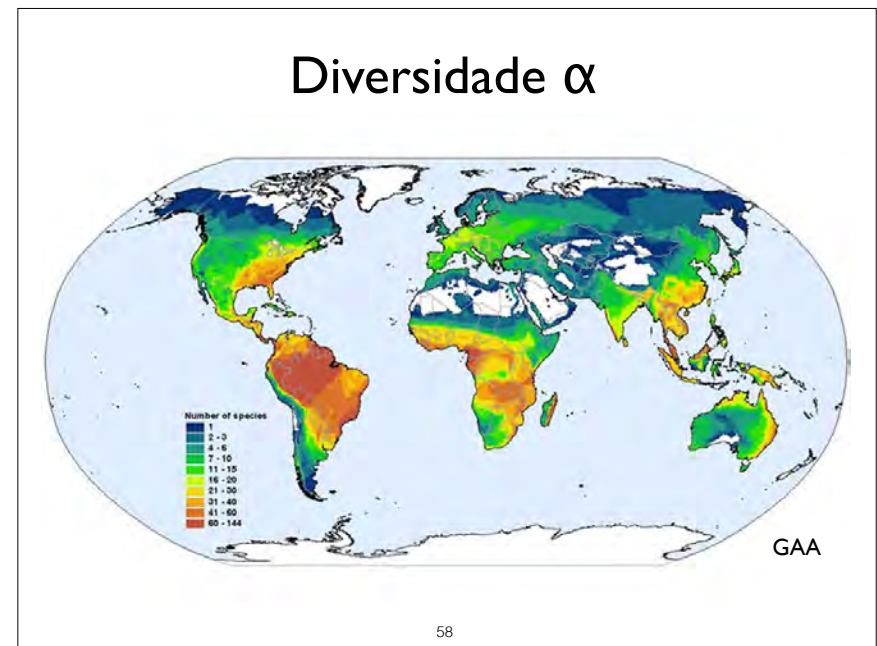 Diversidade α
Number of species
1
2 - 3
4 - 6
7 - 10
11 - 15
16 - 20
21 - 30
31 - 40
41 - 60
60 - 144
GAA
58